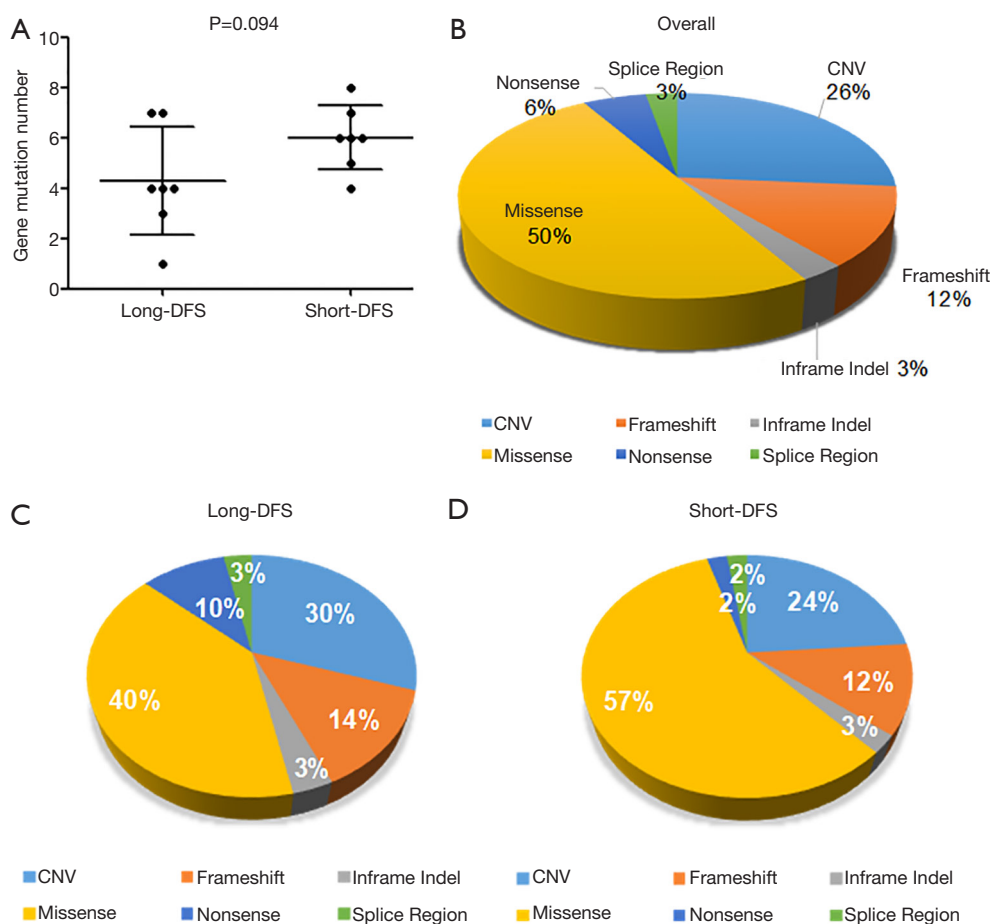 A
P=0.094
Gene mutation number
10
8
6
4
2
0
Long-DFS
Short-DFS
B
Overall
Splice Region
3%
CNV
26%
Nonsense
6%
Missense
50%
Frameshift
12%
Inframe Indel 3%
CNV Frameshift Inframe Indel
Missense Nonsense Splice Region
C
Long-DFS
3%
10%
30%
40%
14%
3%
CNV Frameshift Inframe Indel
Missense Nonsense Splice Region
D
Short-DFS
2%
2%
24%
57%
12%
3%
CNV Frameshift Inframe Indel
Missense Nonsense Splice Region